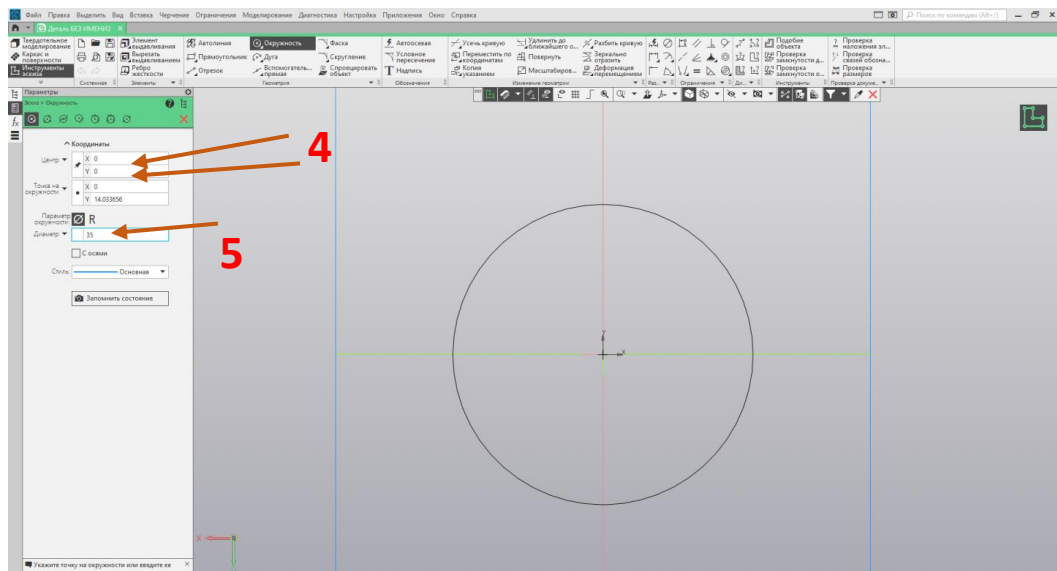 Файл Правка Выделить Вид Вставка Черчение Ограничения Моделирование Диагностика Настройка Приложения Окно Справка
Поиск по командам (Alt+/)
Деталь БЕЗ ИМЕНИ1
Твердотельное моделирование
Каркас и поверхности
Инструменты эскиза
Системная
Элемент выдавливания
Вырезать выдавливанием
Ребро жесткости
Элементы
Автолиния
Прямоугольник
Отрезок
Окружность
Дуга
Вспомогатель... прямая
Фаска
Скругление
Спроецировать объект
Геометрия
Автоосевая
Условное пересечение
Надпись
Обозначения
Усечь кривую
Переместить по координатам
Копия указанием
Удлинить до ближайшего о...
Повернуть
Масштабиров...
Разбить кривую
Зеркально отразить
Деформация перемещением
Изменение геометрии
Раз...
Ограничения
Ди...
Подобие объекта
Проверка замкнутости д...
Проверка замкнутости о...
Инструменты
Проверка наложения эл...
Проверка связей обозна...
Проверка размеров
Проверка докуме...
Параметры
Эскиз > Окружность
Координаты
Центр
X 0
Y 0
4
Точка на окружности
X 0
Y 14.033656
Параметр окружности
R
Диаметр
35
5
С осями
Стиль:
Основная
Запомнить состояние
Y
X
X
Укажите точку на окружности или введите ее